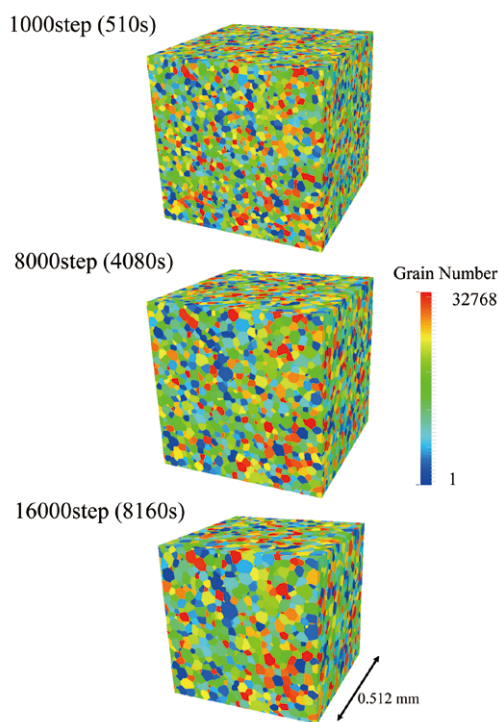 1000step (510s)
8000step (4080s)
Grain Number
32768
1
16000step (8160s)
0.512 mm